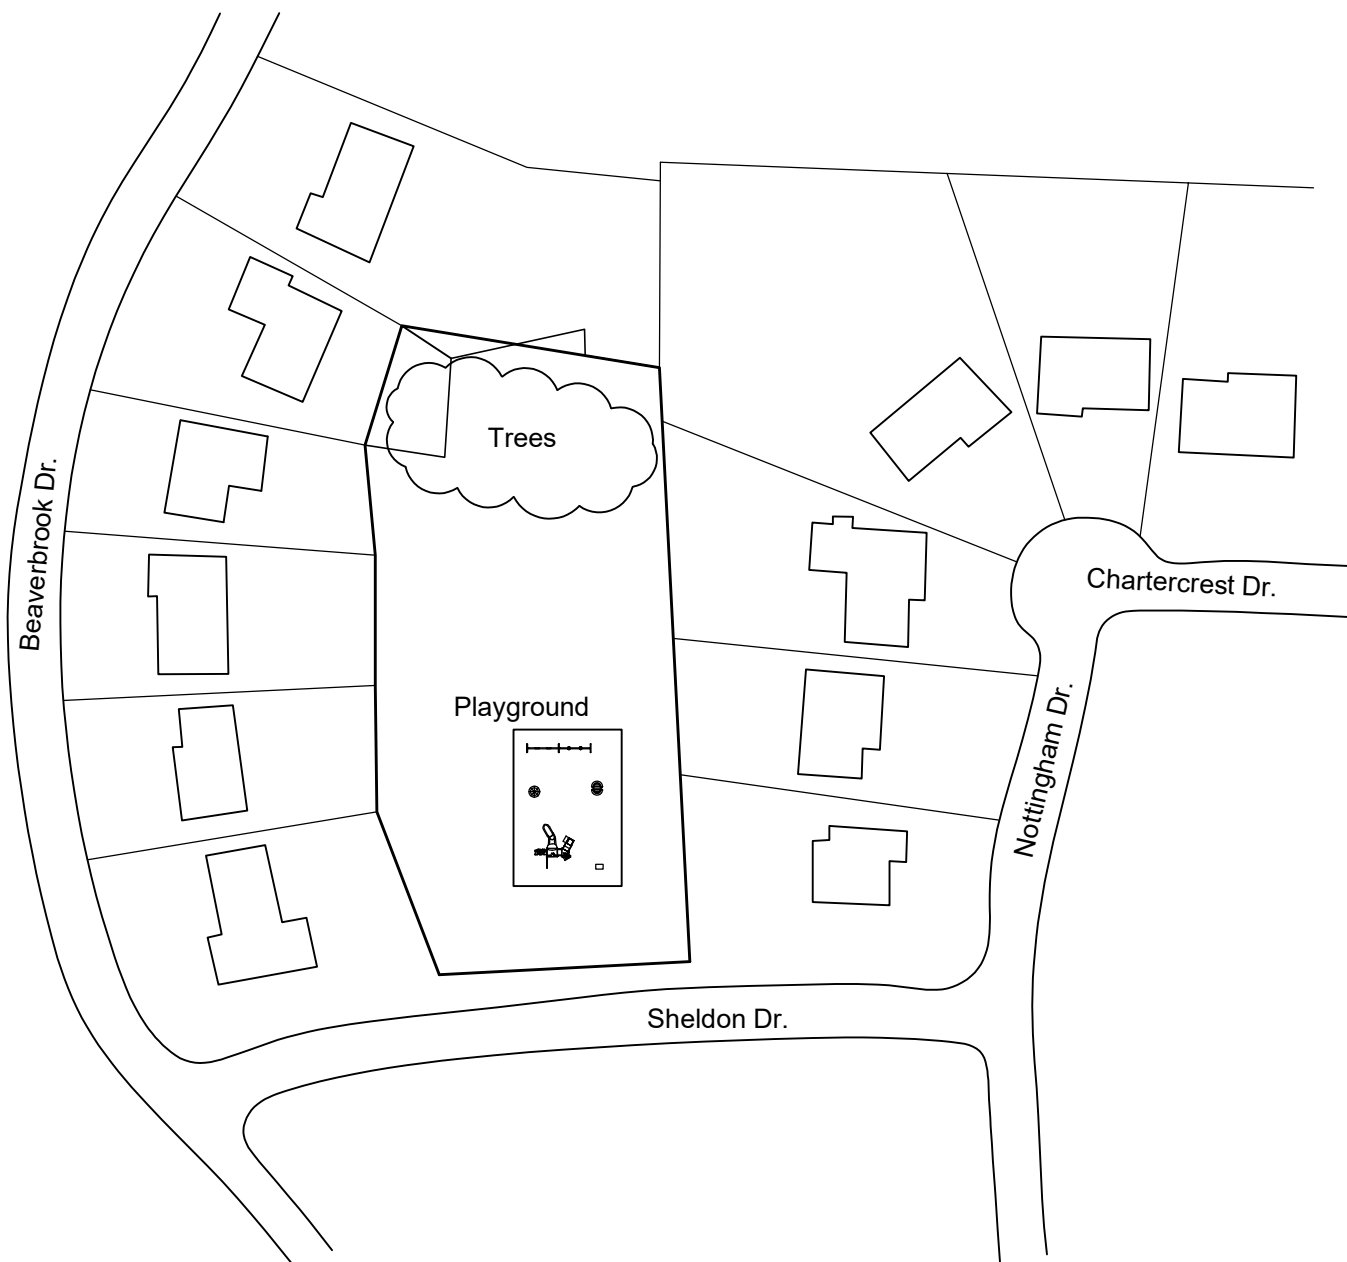 Trees
Beaverbrook Dr.
Chartercrest Dr.
Playground
Nottingham Dr.
Sheldon Dr.